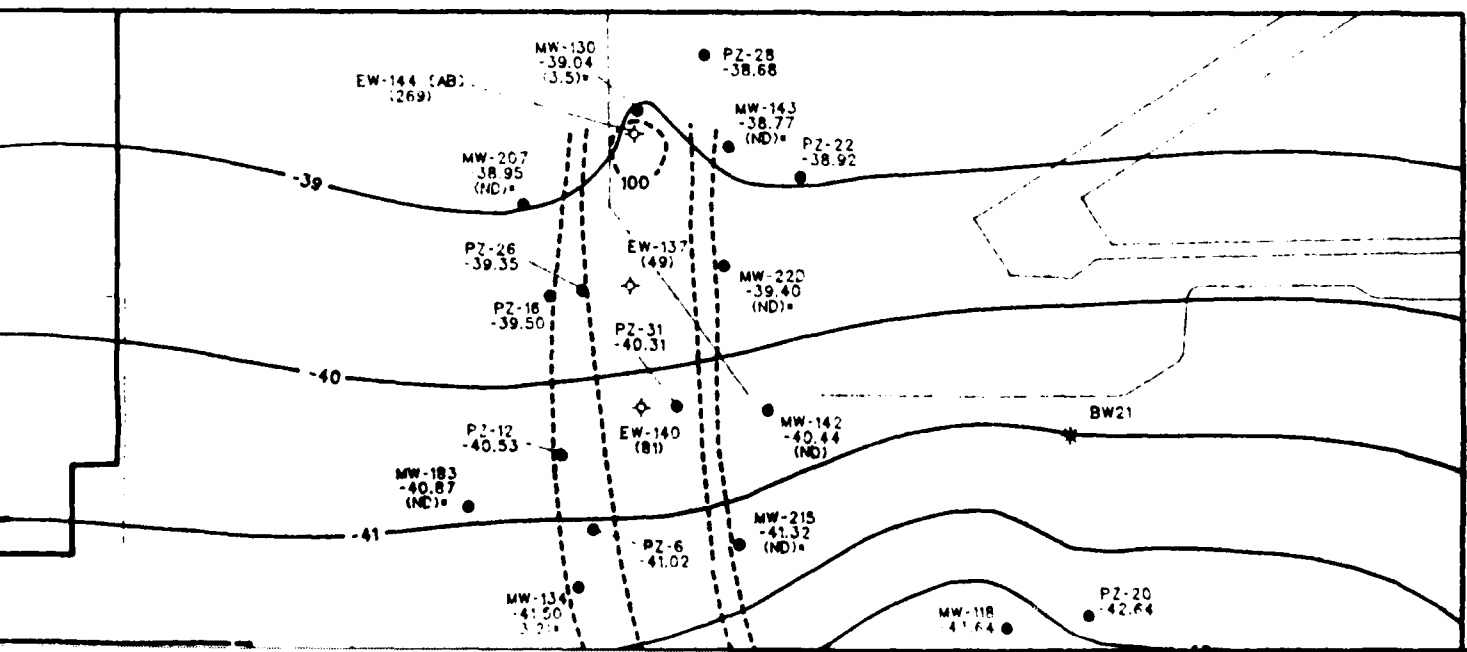 MW-130
-39.04
(3.5)*
PZ-28
-38.68
EW-144 (AB)
(269)
MW-143
-38.77
(ND)*
PZ-22
-38.92
MW-207
-38.95
(ND)*
-39
100
PZ-26
-39.35
EW-137
(49)
MW-22D
-39.40
(ND)*
PZ-16
-39.50
PZ-31
-40.31
-40
BW21
PZ-12
-40.53
EW-140
(81)
MW-142
-40.44
(ND)
MW-183
-40.87
(ND)*
-41
MW-215
-41.32
(ND)*
PZ-6
-41.02
MW-134
-41.50
PZ-20
-42.64
MW-118